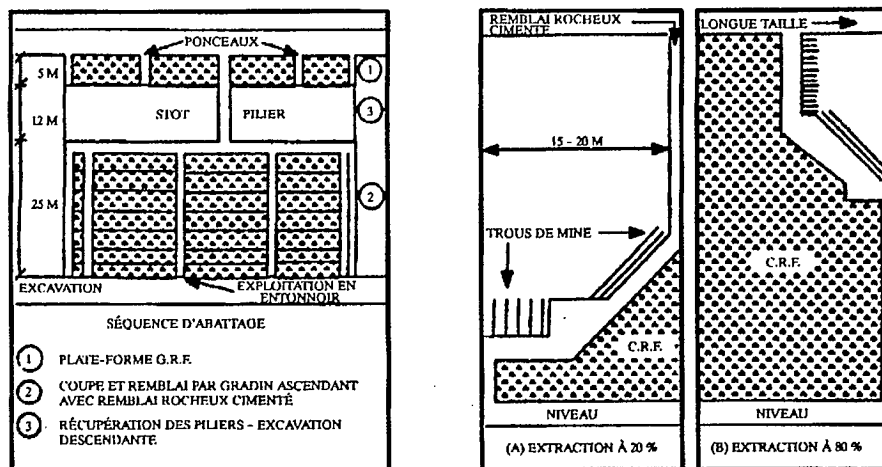 PONCEAUX
5 M
1
12 M
STOT
PILIER
3
25 M
2
EXCAVATION
EXPLOITATION EN
ENTONNOIR
SÉQUENCE D'ABATTAGE
1 PLATE-FORME G.R.F.
2 COUPE ET REMBLAI PAR GRADIN ASCENDANT
AVEC REMBLAI ROCHEUX CIMENTÉ
3 RÉCUPÉRATION DES PILIERS – EXCAVATION
DESCENDANTE
REMBLAI ROCHEUX
CIMENTÉ
15 - 20 M
TROUS DE MINE
C.R.F.
NIVEAU
(A) EXTRACTION À 20 %
LONGUE TAILLE
C.R.F.
NIVEAU
(B) EXTRACTION À 80 %